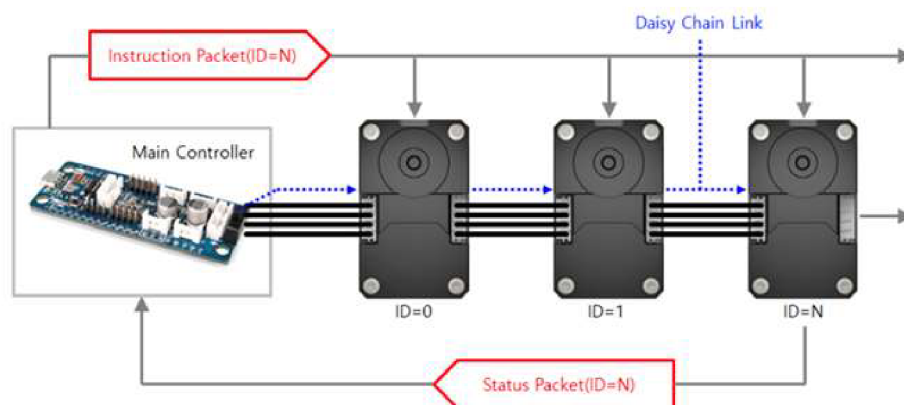 Daisy Chain Link
Instruction Packet(ID=N)
Main Controller
ID=0
ID=1
ID=N
Status Packet(ID=N)